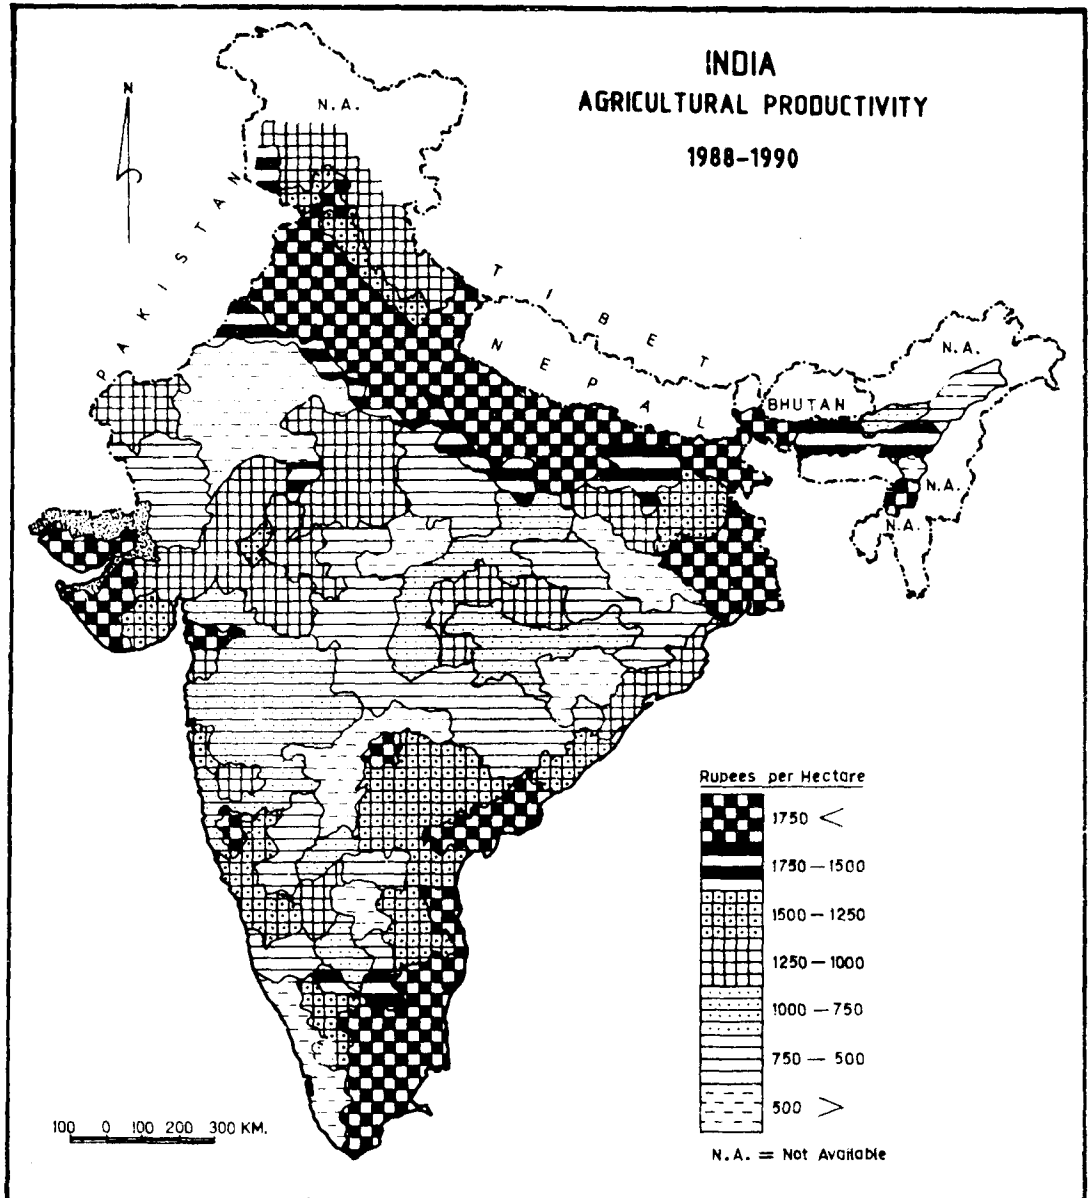 INDIA
AGRICULTURAL PRODUCTIVITY
1988-1990
N
N.A.
PAKISTAN
TIBET
NEPAL
BHUTAN
N.A.
N.A.
N.A.
Rupees per Hectare
1750 <
1750-1500
1500-1250
1250-1000
1000-750
750-500
500 >
N.A. = Not Available
100 0 100 200 300 KM.